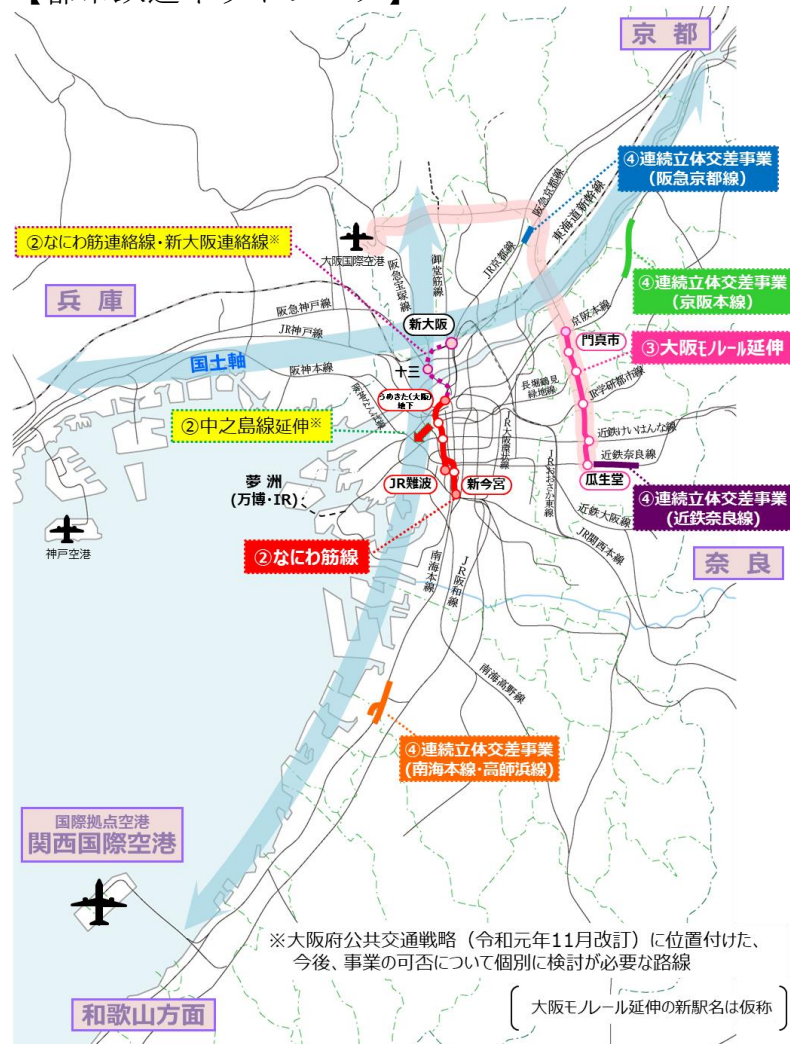 京 都
④連続立体交差事業
(阪急京都線)
阪急京都線
東海道新幹線
②なにわ筋連絡線・新大阪連絡線※
大阪国際空港
阪急宝塚線
御堂筋線
JR京都線
④連続立体交差事業
(京阪本線)
兵 庫
阪急神戸線
JR神戸線
新大阪
京阪本線
門真市
③大阪モノレール延伸
国土軸
阪神本線
十三
長堀鶴見
緑地線
JR学研都市線
うめきた(大阪)
地下
阪神なんば線
②中之島線延伸※
JR大阪環状線
近鉄けいはんな線
近鉄奈良線
JRおおさか東線
夢 洲
(万博・IR)
JR難波
新今宮
瓜生堂
④連続立体交差事業
(近鉄奈良線)
近鉄大阪線
JR関西本線
神戸空港
②なにわ筋線
奈 良
南海本線
JR阪和線
南海高野線
④連続立体交差事業
(南海本線・高師浜線)
国際拠点空港
関西国際空港
※大阪府公共交通戦略（令和元年11月改訂）に位置付けた、
今後、事業の可否について個別に検討が必要な路線
和歌山方面
大阪モノレール延伸の新駅名は仮称